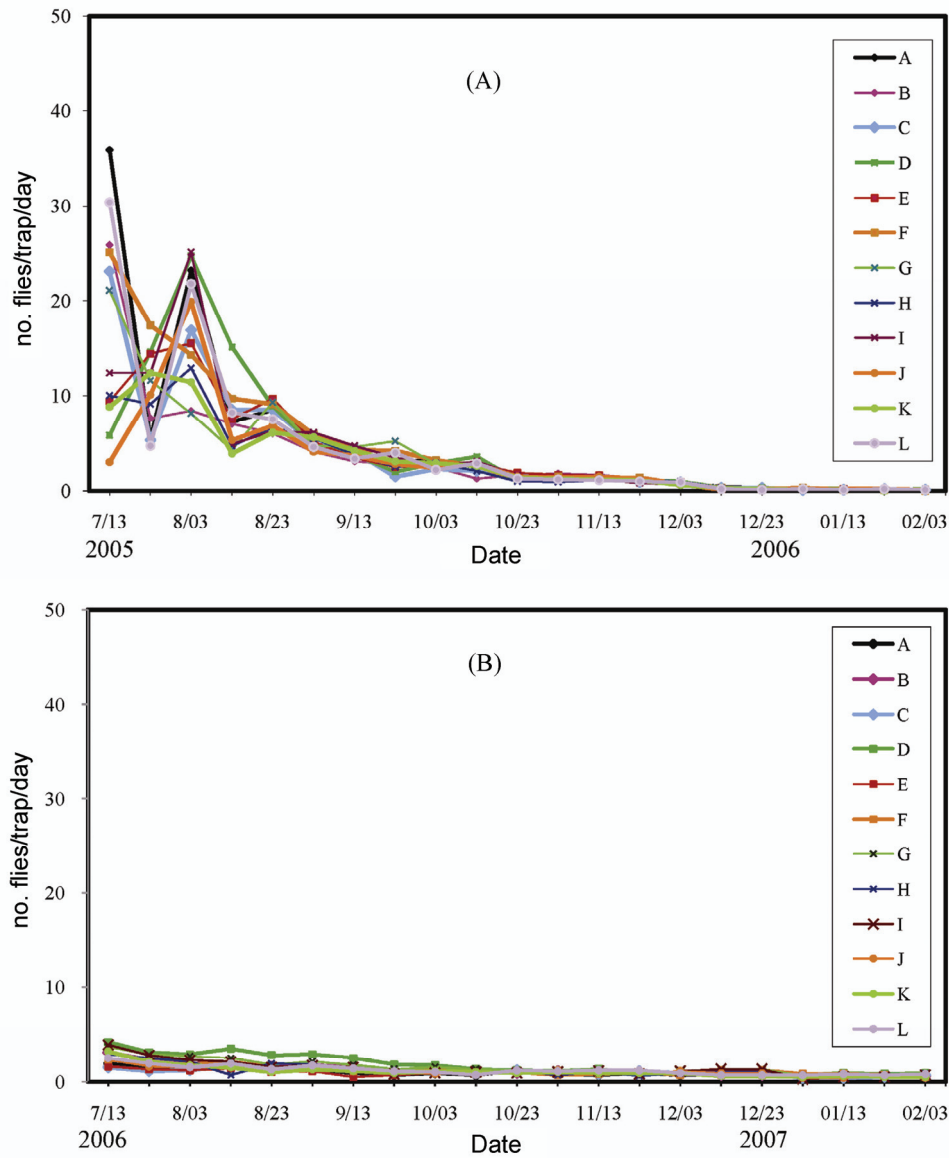 50
40
30
20
10
0
no. flies/trap/day
(A)
A
B
C
D
E
F
G
H
I
J
K
L
7/13 8/03 8/23 9/13 10/03 10/23 11/13 12/03 12/23 01/13 02/03
2005 2006
Date
50
40
30
20
10
0
no. flies/trap/day
(B)
A
B
C
D
E
F
G
H
I
J
K
L
7/13 8/03 8/23 9/13 10/03 10/23 11/13 12/03 12/23 01/13 02/03
2006 2007
Date